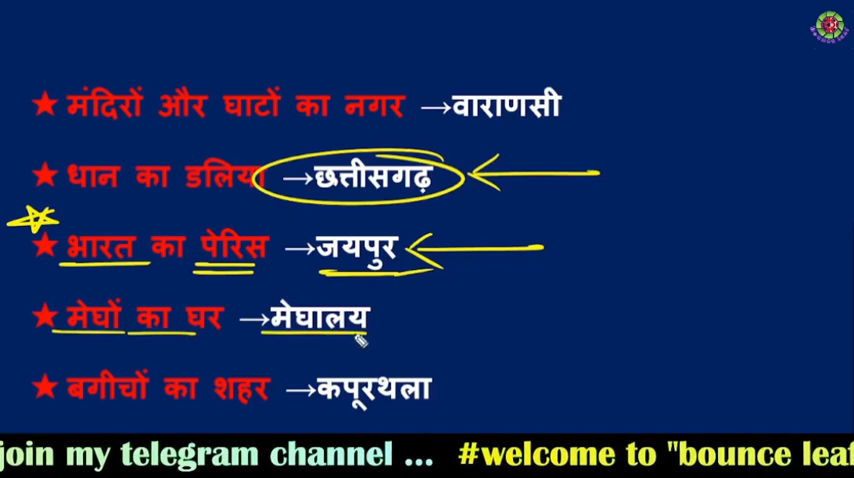 ★ मंदिरों और घाटों का नगर →वाराणसी
★ धान का डलिया →छत्तीसगढ़
★ भारत का पेरिस →जयपुर
★ मेघों का घर →मेघालय
★ बगीचों का शहर →कपूरथला
join my telegram channel ... #welcome to "bounce leaf